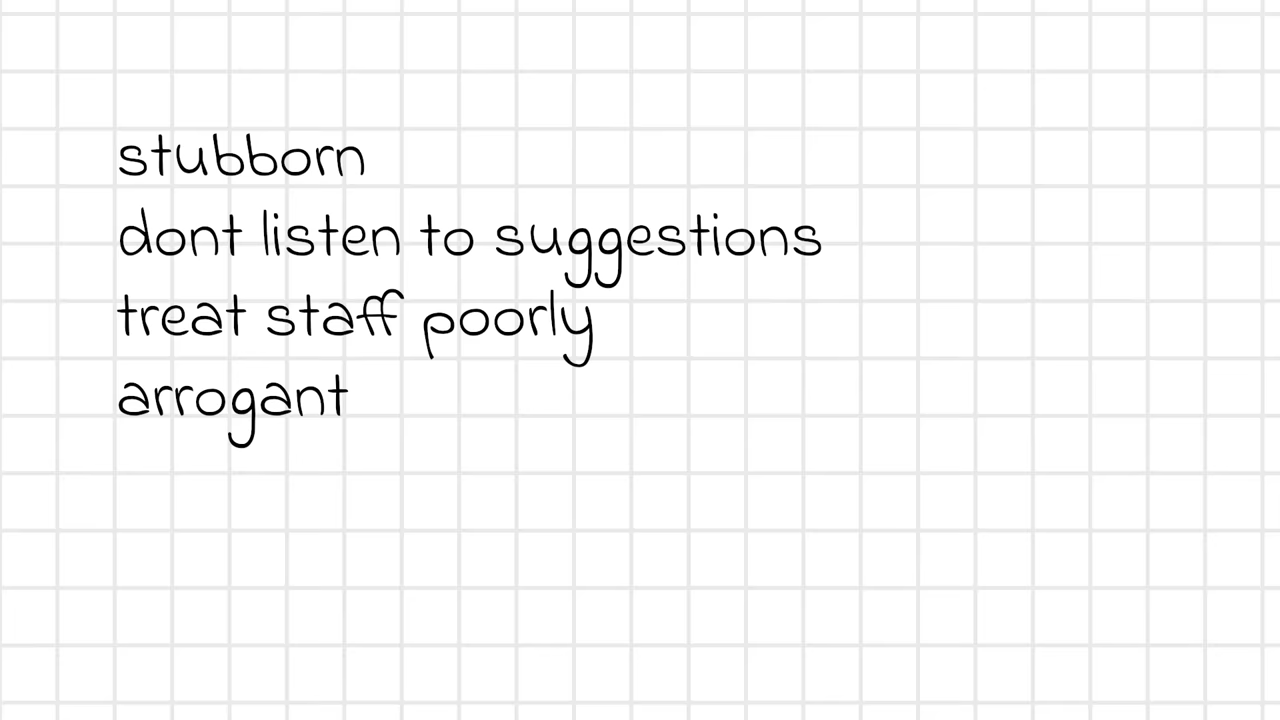 stubborn
dont listen to suggestions
treat staff poorly
arrogant